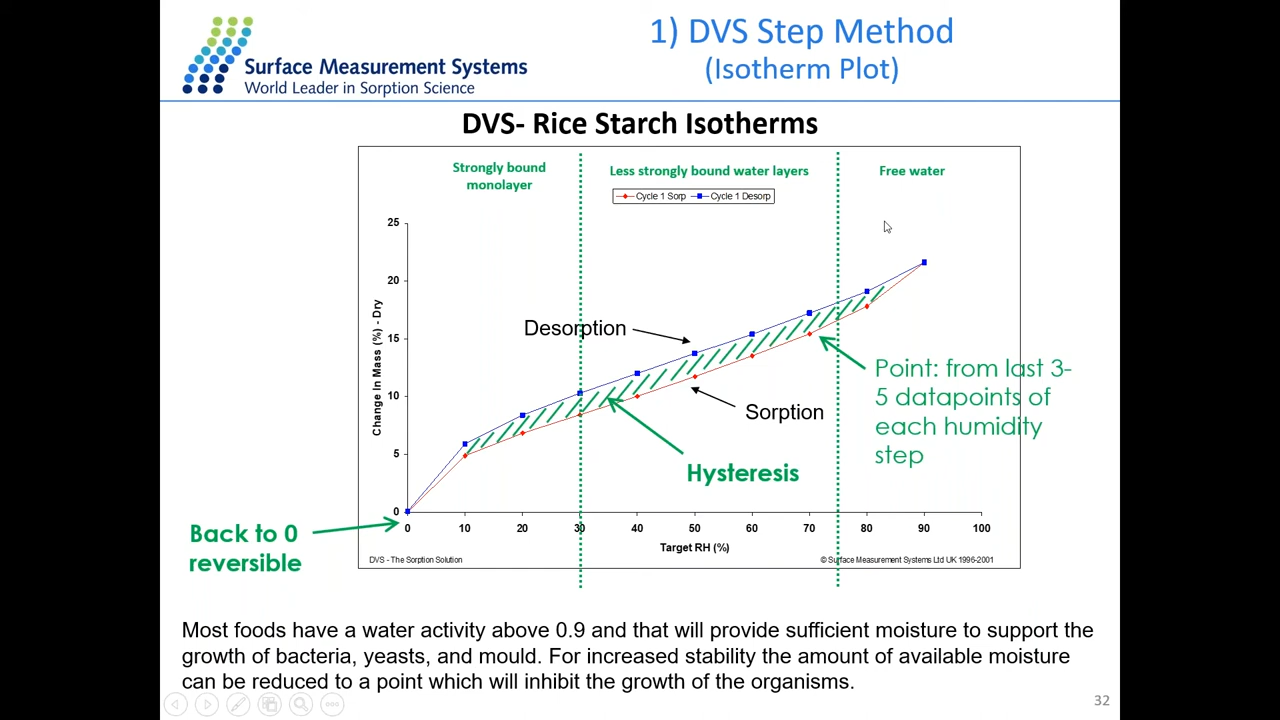 Surface Measurement Systems
World Leader in Sorption Science
1) DVS Step Method
(Isotherm Plot)
DVS- Rice Starch Isotherms
Strongly bound
monolayer
Less strongly bound water layers
Free water
Cycle 1 Sorp
Cycle 1 Desorp
25
20
15
10
5
0
Change In Mass (%) - Dry
Desorption
Sorption
Hysteresis
Point: from last 3-
5 datapoints of
each humidity
step
Back to 0
reversible
0 10 20 30 40 50 60 70 80 90 100
Target RH (%)
DVS - The Sorption Solution
© Surface Measurement Systems Ltd UK 1996-2001
Most foods have a water activity above 0.9 and that will provide sufficient moisture to support the
growth of bacteria, yeasts, and mould. For increased stability the amount of available moisture
can be reduced to a point which will inhibit the growth of the organisms.
32